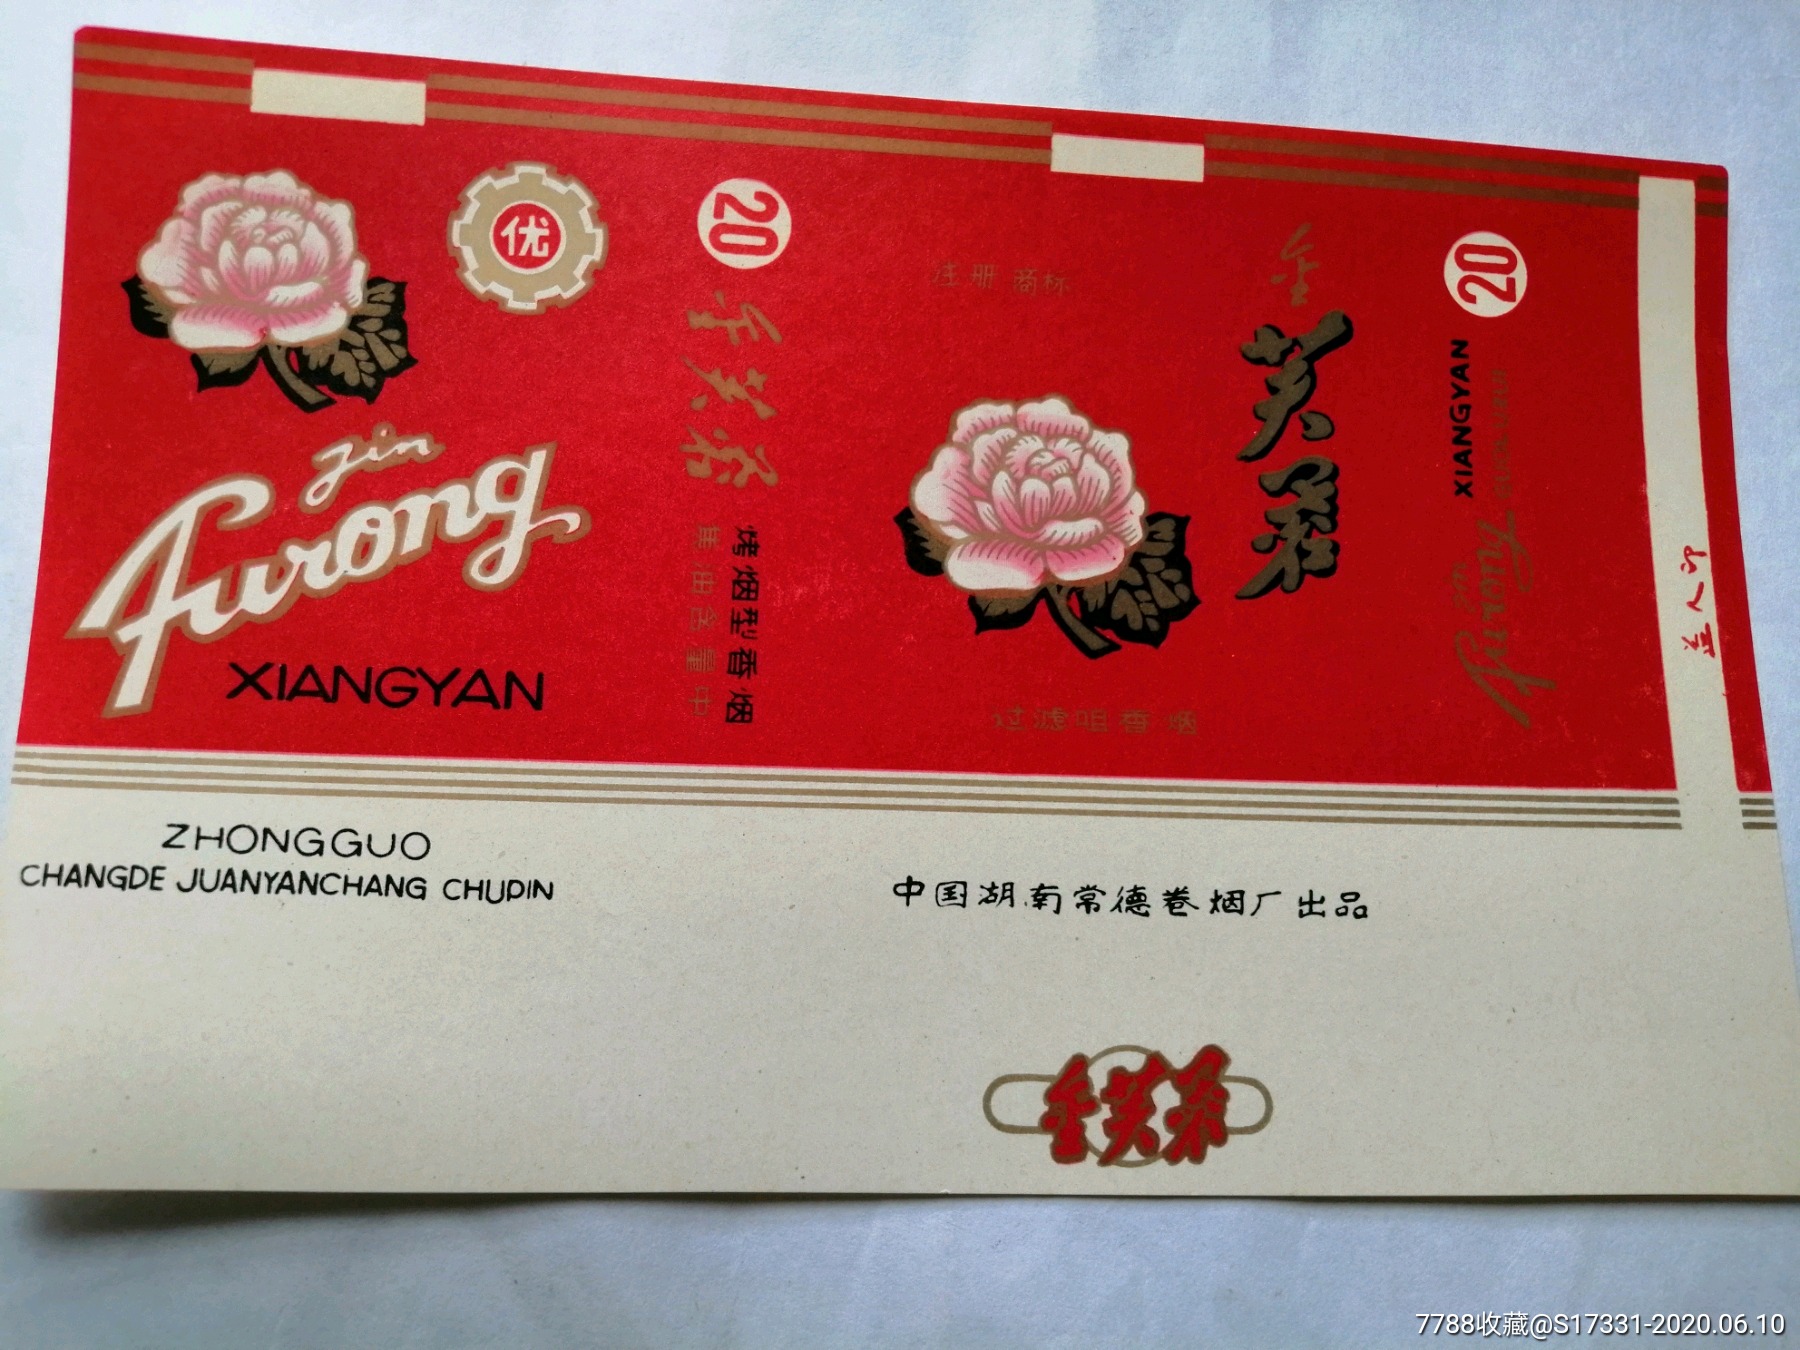 优
Jin
Furong
XIANGYAN
ZHONGGUO
CHANGDE JUANYANCHANG CHUPIN
20
金芙蓉
烤烟型香烟
焦油含量中
注册商标
金芙蓉
过滤咀香烟
中国湖南常德卷烟厂出品
金芙蓉
20
XIANGYAN
Jin Furong
7788收藏@S17331-2020.06.10